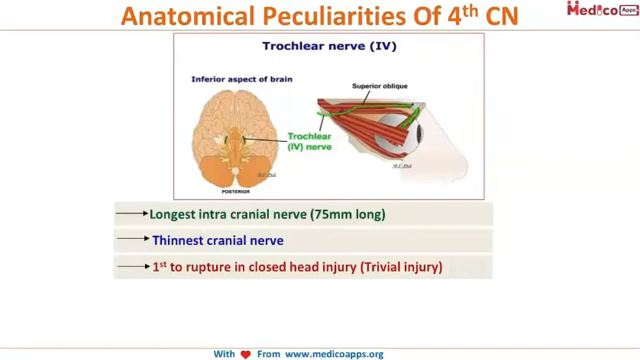 Anatomical Peculiarities Of 4th CN
Medico Apps
Trochlear nerve (IV)
Inferior aspect of brain
Superior oblique
Trochlear
(IV) nerve
POSTERIOR
Longest intra cranial nerve (75mm long)
Thinnest cranial nerve
1st to rupture in closed head injury (Trivial injury)
With From www.medicoapps.org